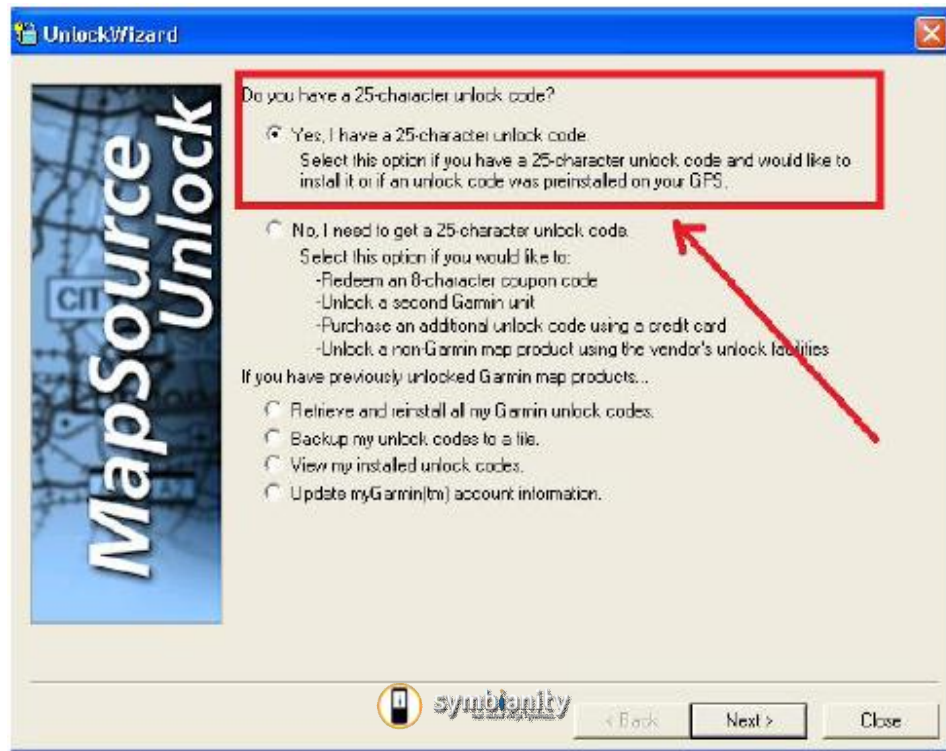 UnlockWizard
MapSource
Unlock
CIT
Do you have a 25-character unlock code?
Yes, I have a 25-character unlock code.
Select this option if you have a 25-character unlock code and would like to
install it or if an unlock code was preinstalled on your GPS.
No, I need to get a 25-character unlock code.
Select this option if you would like to:
-Redeem an 8-character coupon code
-Unlock a second Garmin unit
-Purchase an additional unlock code using a credit card
-Unlock a non-Garmin map product using the vendor's unlock facilities
If you have previously unlocked Garmin map products...
Retrieve and reinstall all my Garmin unlock codes.
Backup my unlock codes to a file.
View my installed unlock codes.
Update myGarmin(tm) account information.
symbianity
< Back
Next >
Close